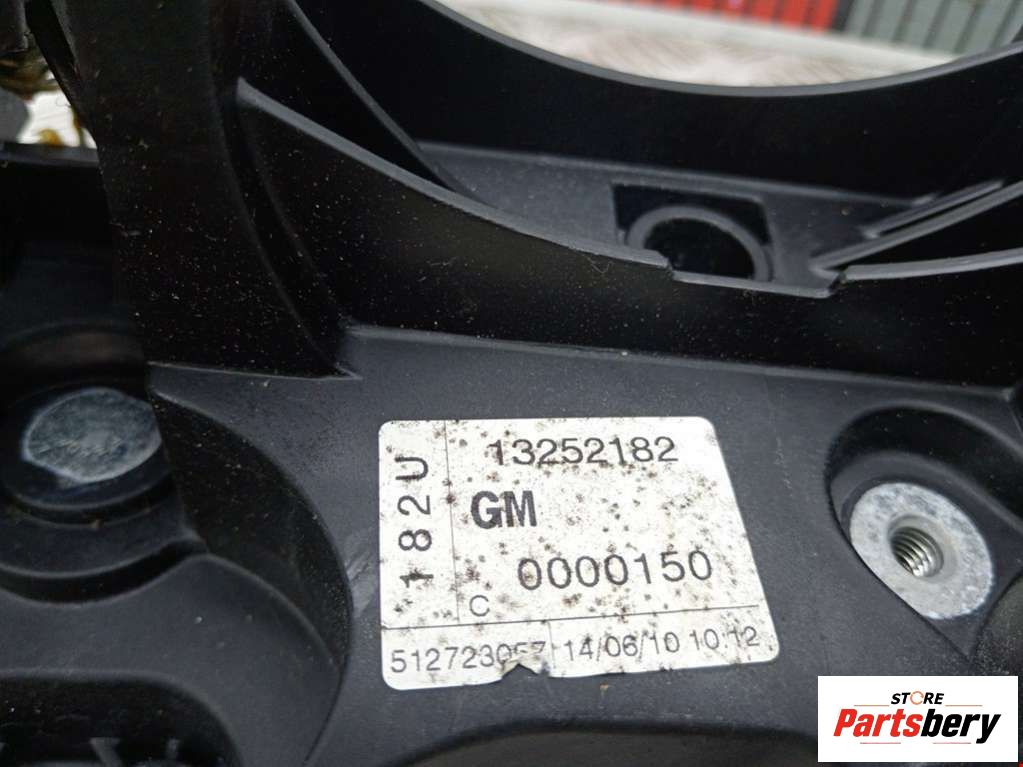 13252182
182U
GM
0000150
C
14/06/10 10:12
STORE
Partsbery